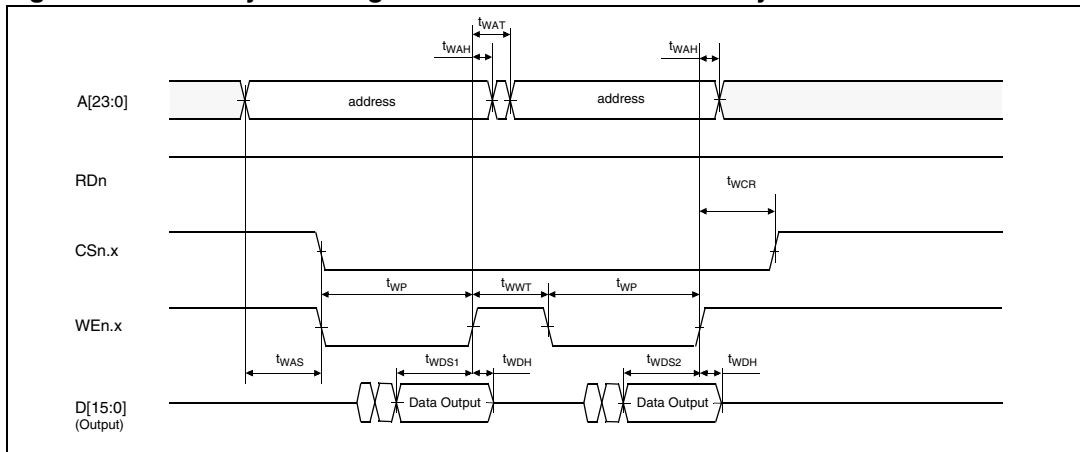 tWAT
tWAH
tWAH
A[23:0]
address
address
RDn
tWCR
CSn.x
tWP
tWWT
tWP
WEn.x
tWAS
tWDS1
tWDH
tWDS2
tWDH
D[15:0]
(Output)
Data Output
Data Output